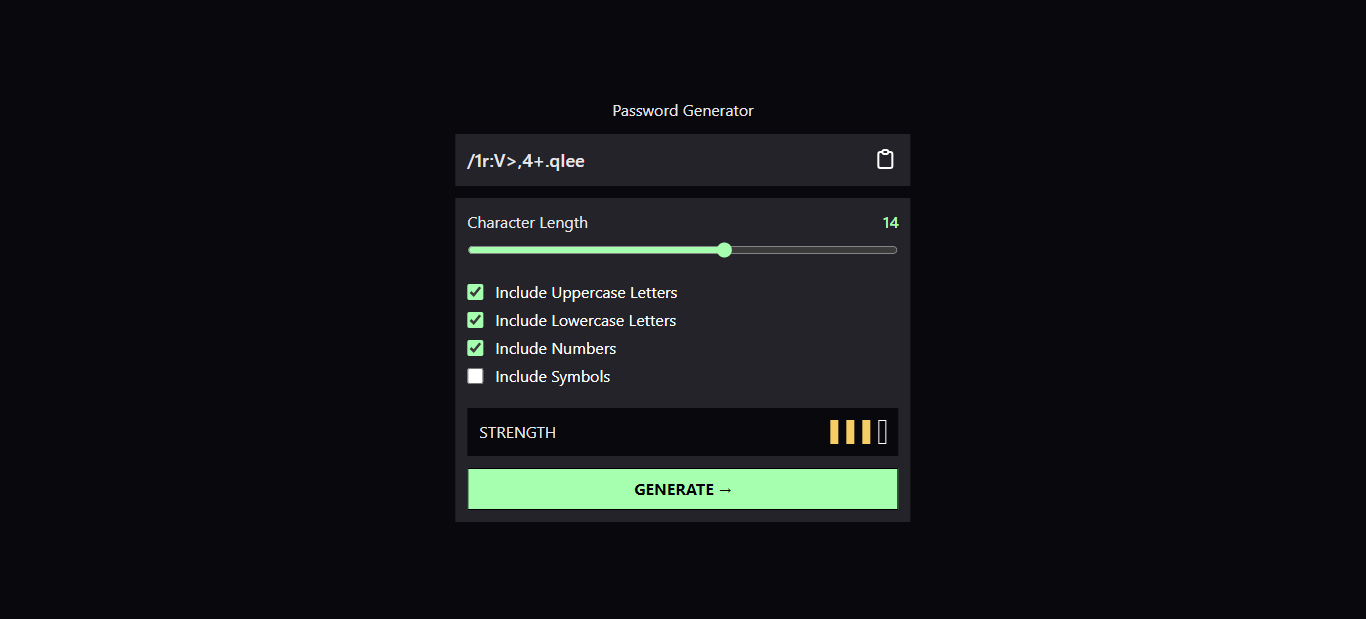 Password Generator
/1r:V>,4+.qlee
Character Length
14
Include Uppercase Letters
Include Lowercase Letters
Include Numbers
Include Symbols
STRENGTH
GENERATE →